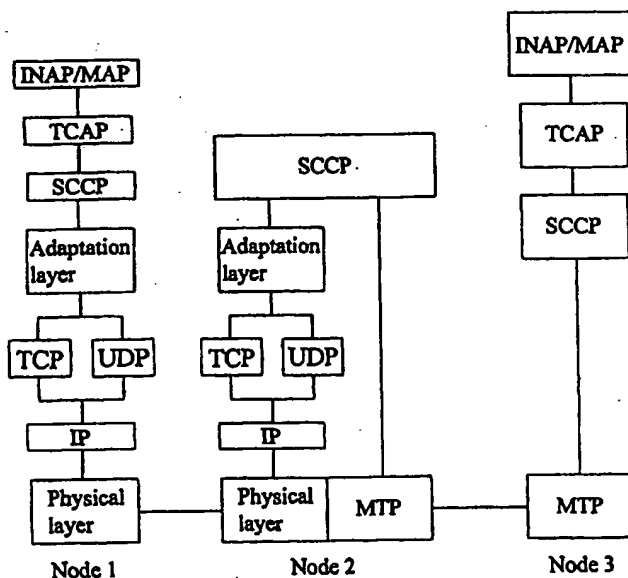 INAP/MAP
TCAP
SCCP
Adaptation
layer
TCP
UDP
IP
Physical
layer
Node 1
SCCP
Adaptation
layer
TCP
UDP
IP
Physical
layer
MTP
Node 2
INAP/MAP
TCAP
SCCP
MTP
Node 3